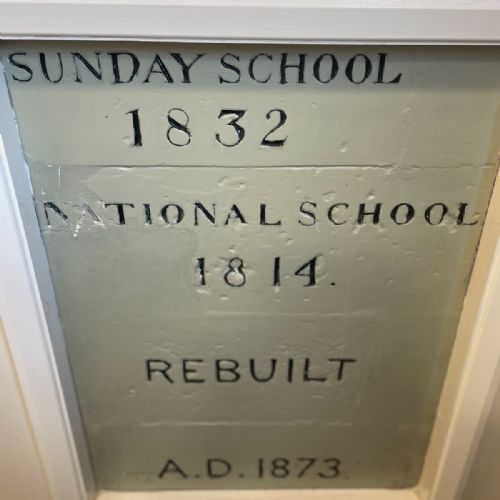 SUNDAY SCHOOL
1832
NATIONAL SCHOOL
1814.
REBUILT
A.D. 1873